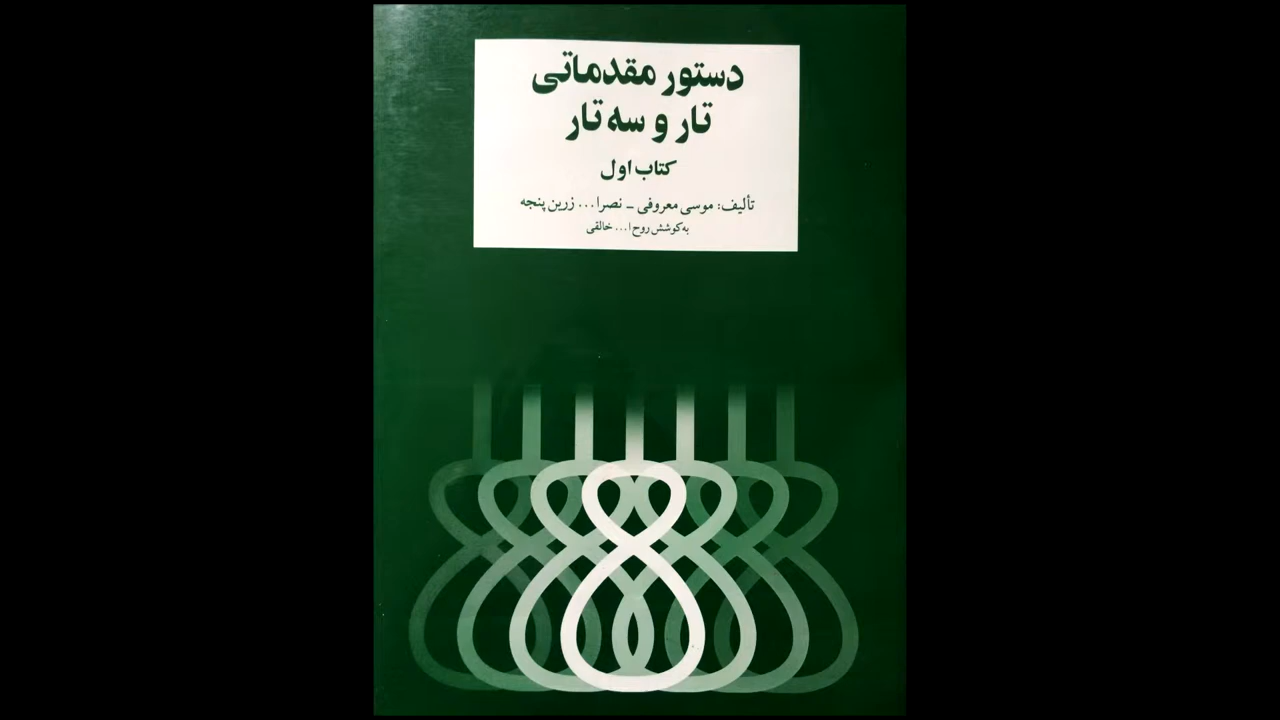 دستور مقدماتی
تار و سه تار
کتاب اول
تألیف: موسی معروفی ـ نصرا... زرین پنجه
به کوشش روح ا... خالقی